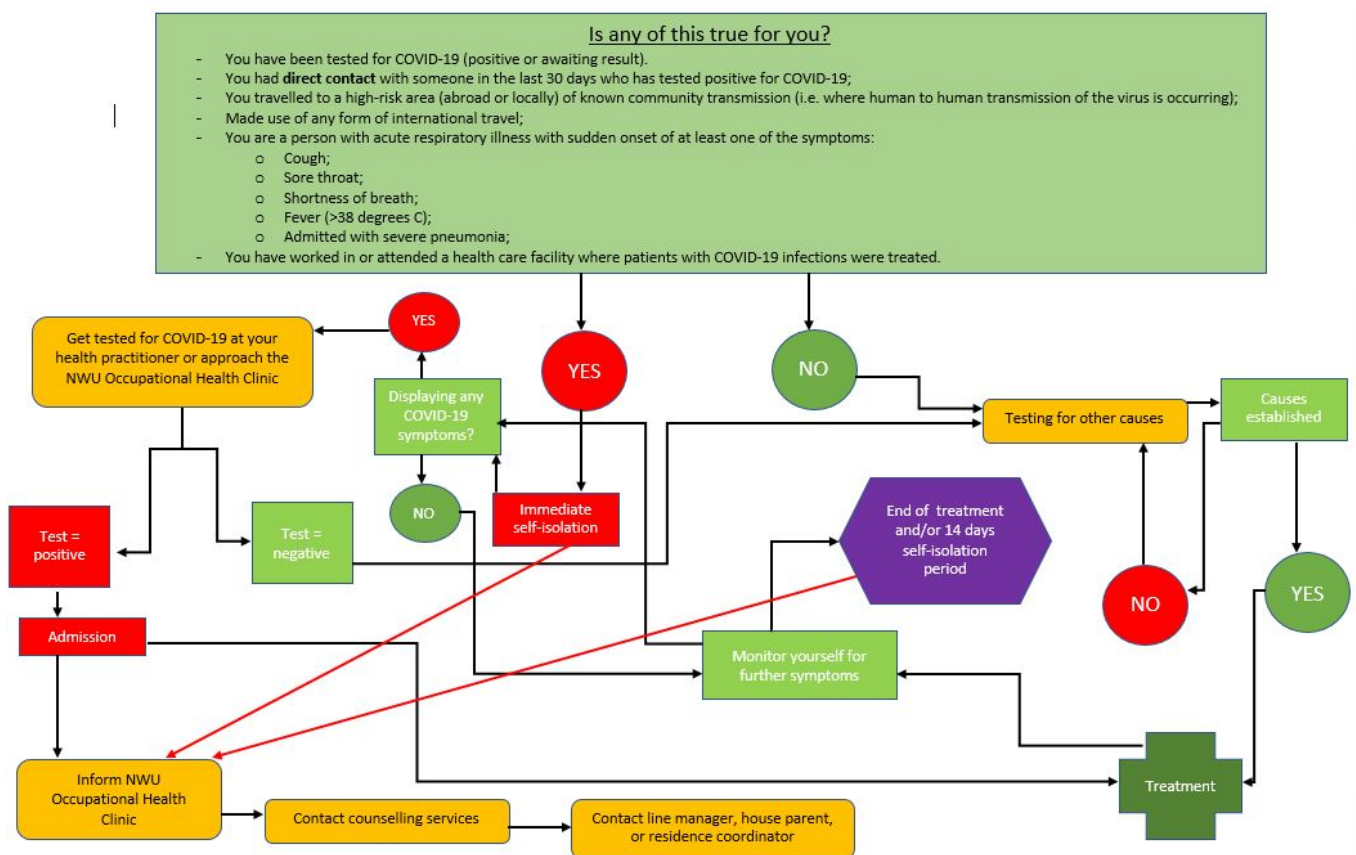 Is any of this true for you?
- You have been tested for COVID-19 (positive or awaiting result).
- You had direct contact with someone in the last 30 days who has tested positive for COVID-19;
- You travelled to a high-risk area (abroad or locally) of known community transmission (i.e. where human to human transmission of the virus is occurring);
- Made use of any form of international travel;
- You are a person with acute respiratory illness with sudden onset of at least one of the symptoms:
o Cough;
o Sore throat;
o Shortness of breath;
o Fever (>38 degrees C);
o Admitted with severe pneumonia;
- You have worked in or attended a health care facility where patients with COVID-19 infections were treated.
Get tested for COVID-19 at your
health practitioner or approach the
NWU Occupational Health Clinic
YES
YES
NO
Displaying any
COVID-19
symptoms?
Testing for other causes
Causes
established
NO
Immediate
self-isolation
End of treatment
and/or 14 days
self-isolation
period
Test =
positive
Test =
negative
NO
YES
Admission
Monitor yourself for
further symptoms
Inform NWU
Occupational Health
Clinic
Treatment
Contact counselling services
Contact line manager, house parent,
or residence coordinator